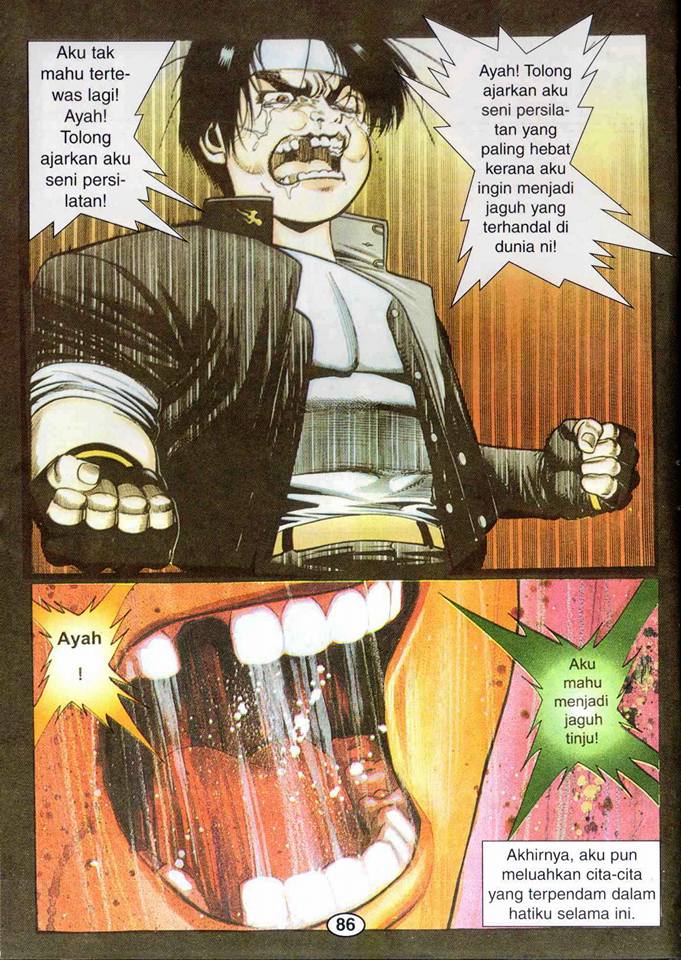 Aku tak
mahu terte-
was lagi!
Ayah!
Tolong
ajarkan aku
seni persi-
latan!
Ayah! Tolong
ajarkan aku
seni persila-
tan yang
paling hebat
kerana aku
ingin menjadi
jaguh yang
terhandal di
dunia ni!
Ayah
!
Aku
mahu
menjadi
jaguh
tinju!
Akhirnya, aku pun
meluahkan cita-cita
yang terpendam dalam
hatiku selama ini.
86